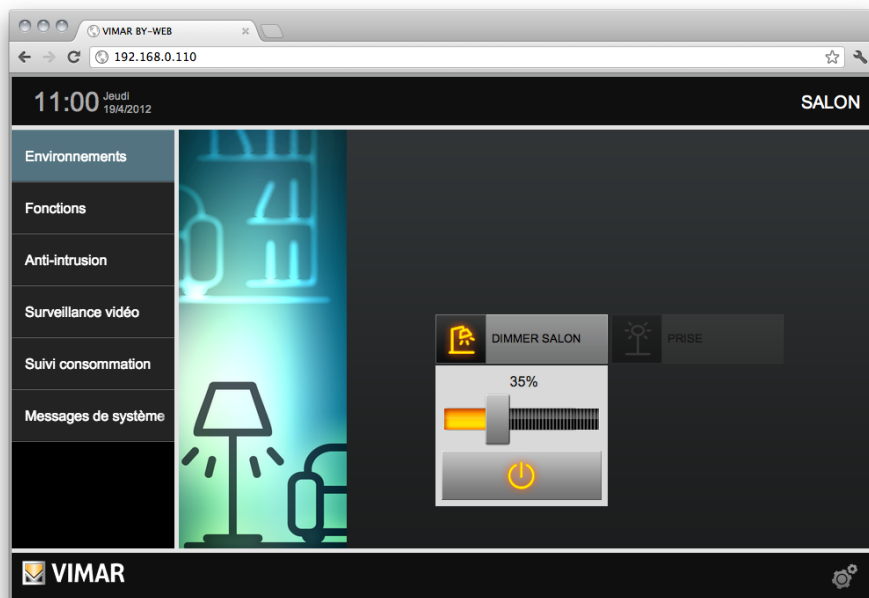 VIMAR BY-WEB
192.168.0.110
11:00 Jeudi
19/4/2012
SALON
Environnements
Fonctions
Anti-intrusion
Surveillance vidéo
Suivi consommation
Messages de système
DIMMER SALON
PRISE
35%
VIMAR